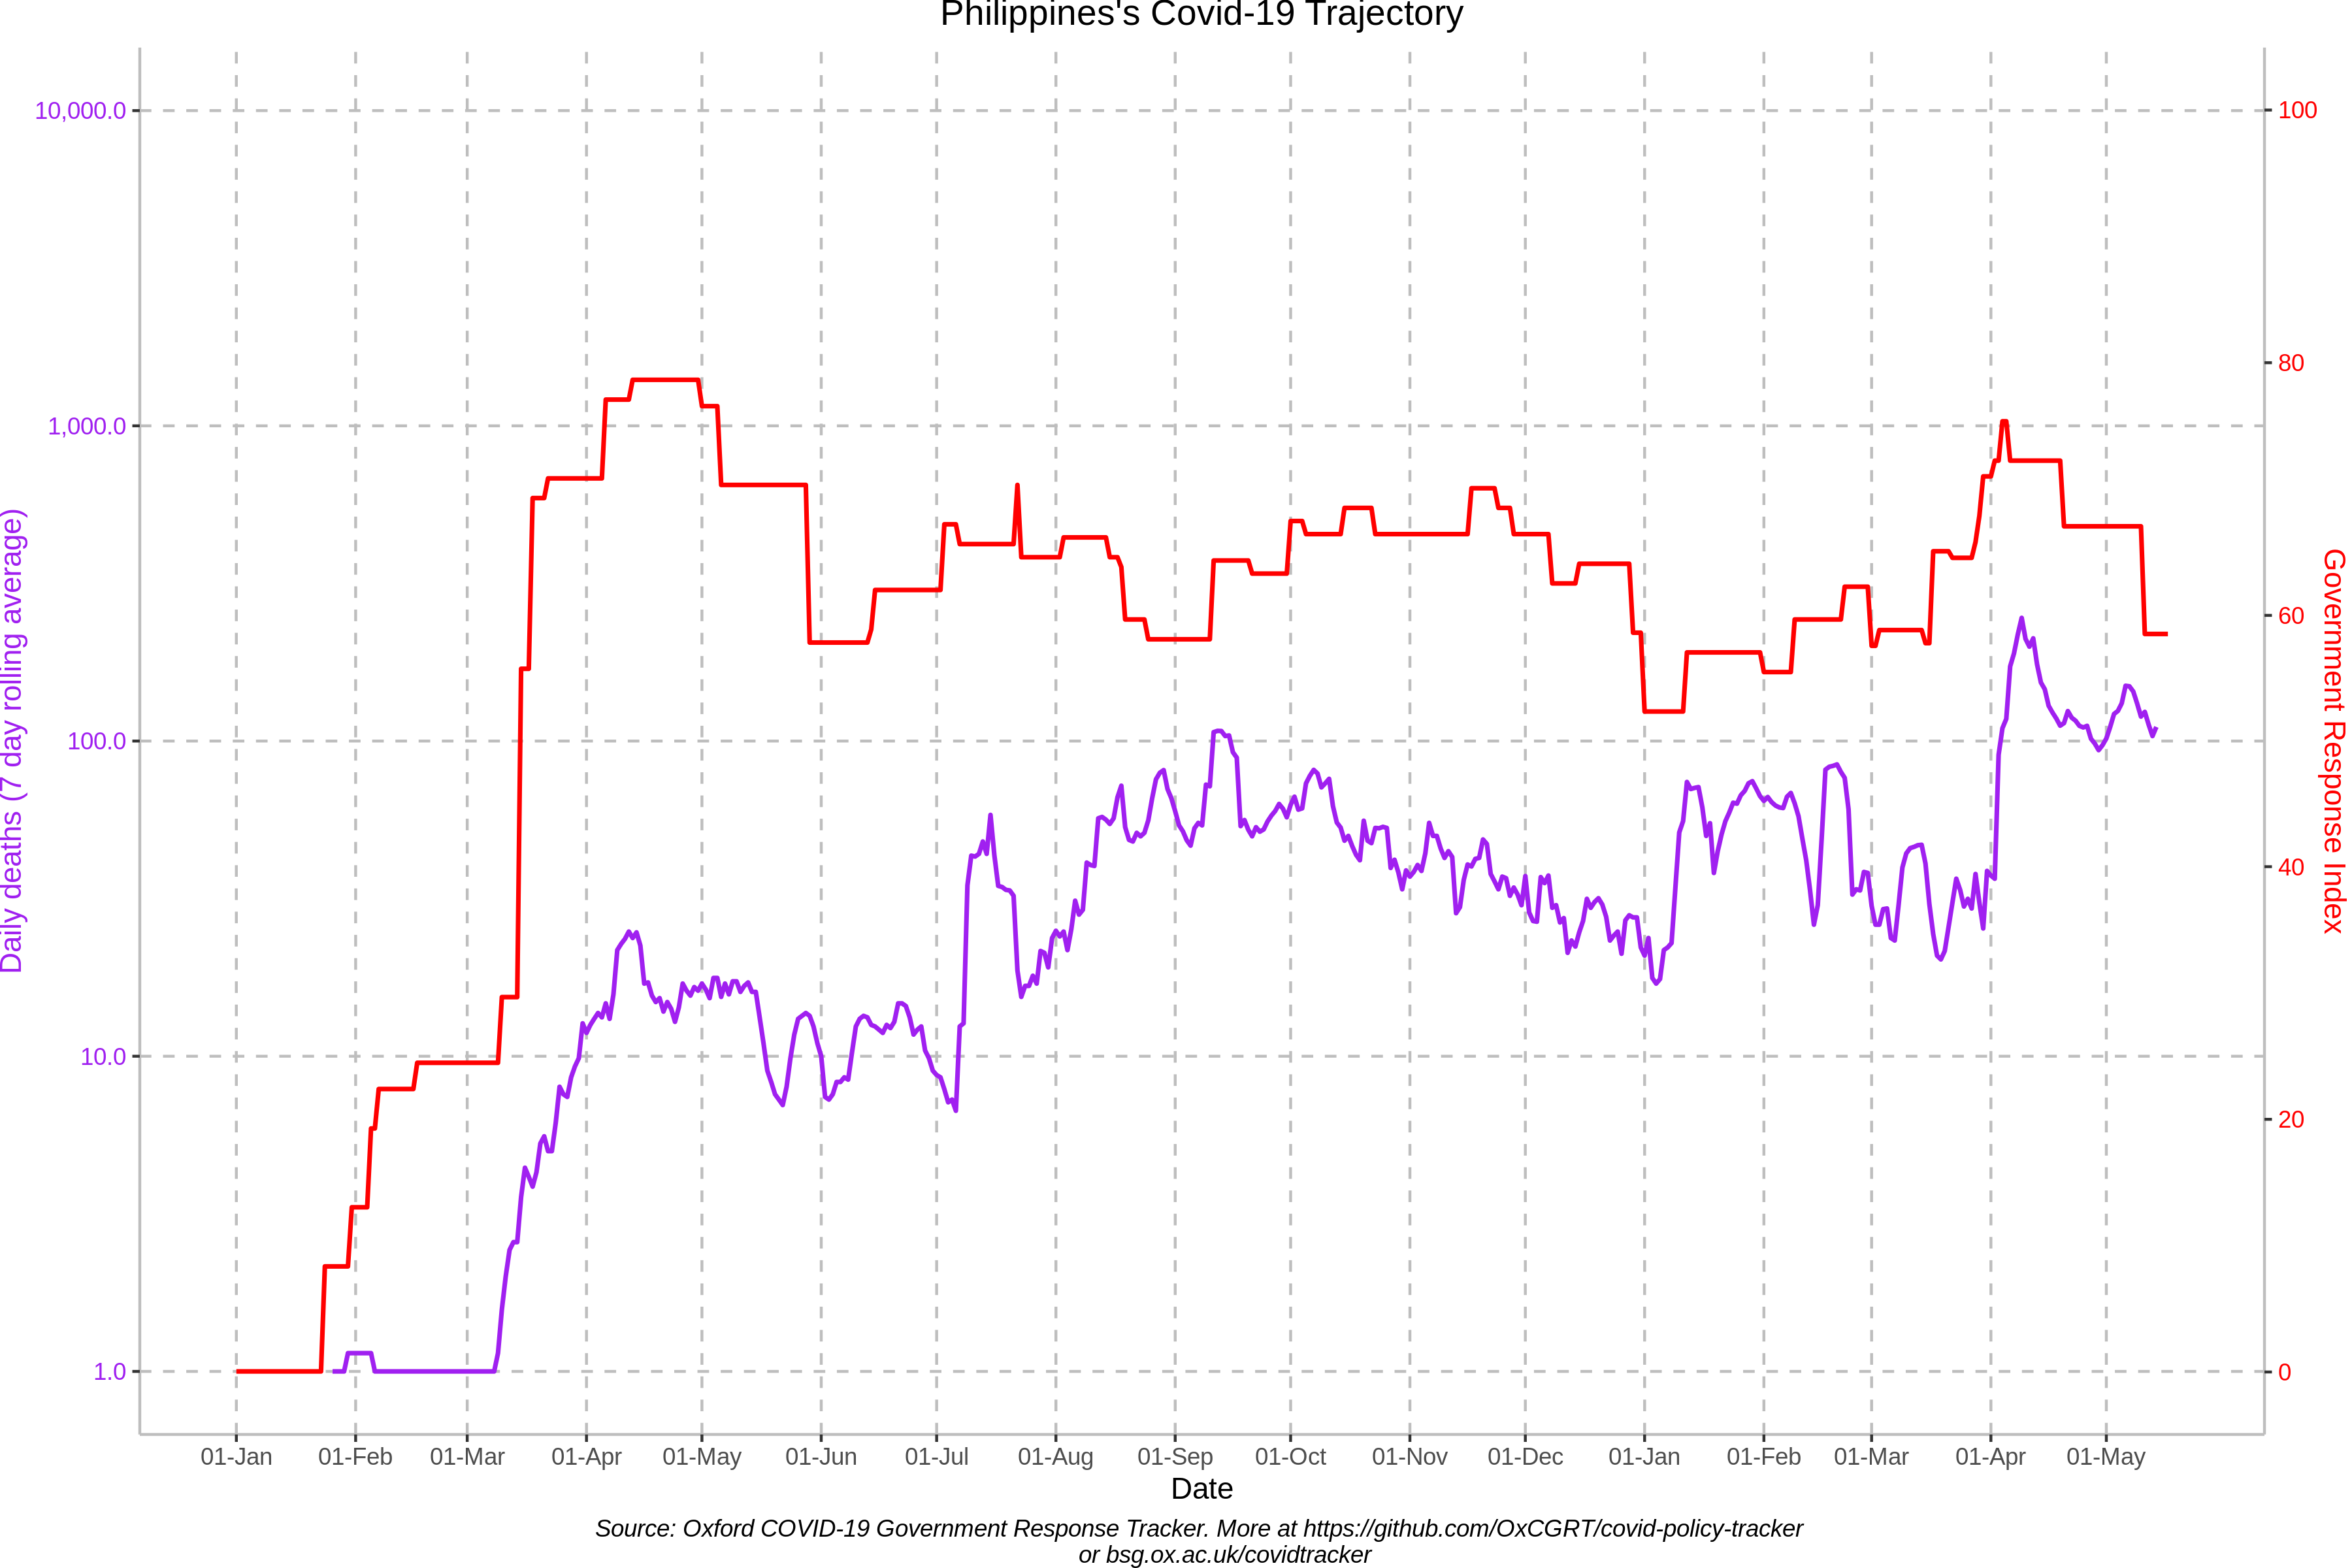 Philippines's Covid-19 Trajectory
10,000.0
1,000.0
100.0
10.0
1.0
Daily deaths (7 day rolling average)
100
80
60
40
20
0
Government Response Index
01-Jan 01-Feb 01-Mar 01-Apr 01-May 01-Jun 01-Jul 01-Aug 01-Sep 01-Oct 01-Nov 01-Dec 01-Jan 01-Feb 01-Mar 01-Apr 01-May
Date
Source: Oxford COVID-19 Government Response Tracker. More at https://github.com/OxCGRT/covid-policy-tracker
or bsg.ox.ac.uk/covidtracker